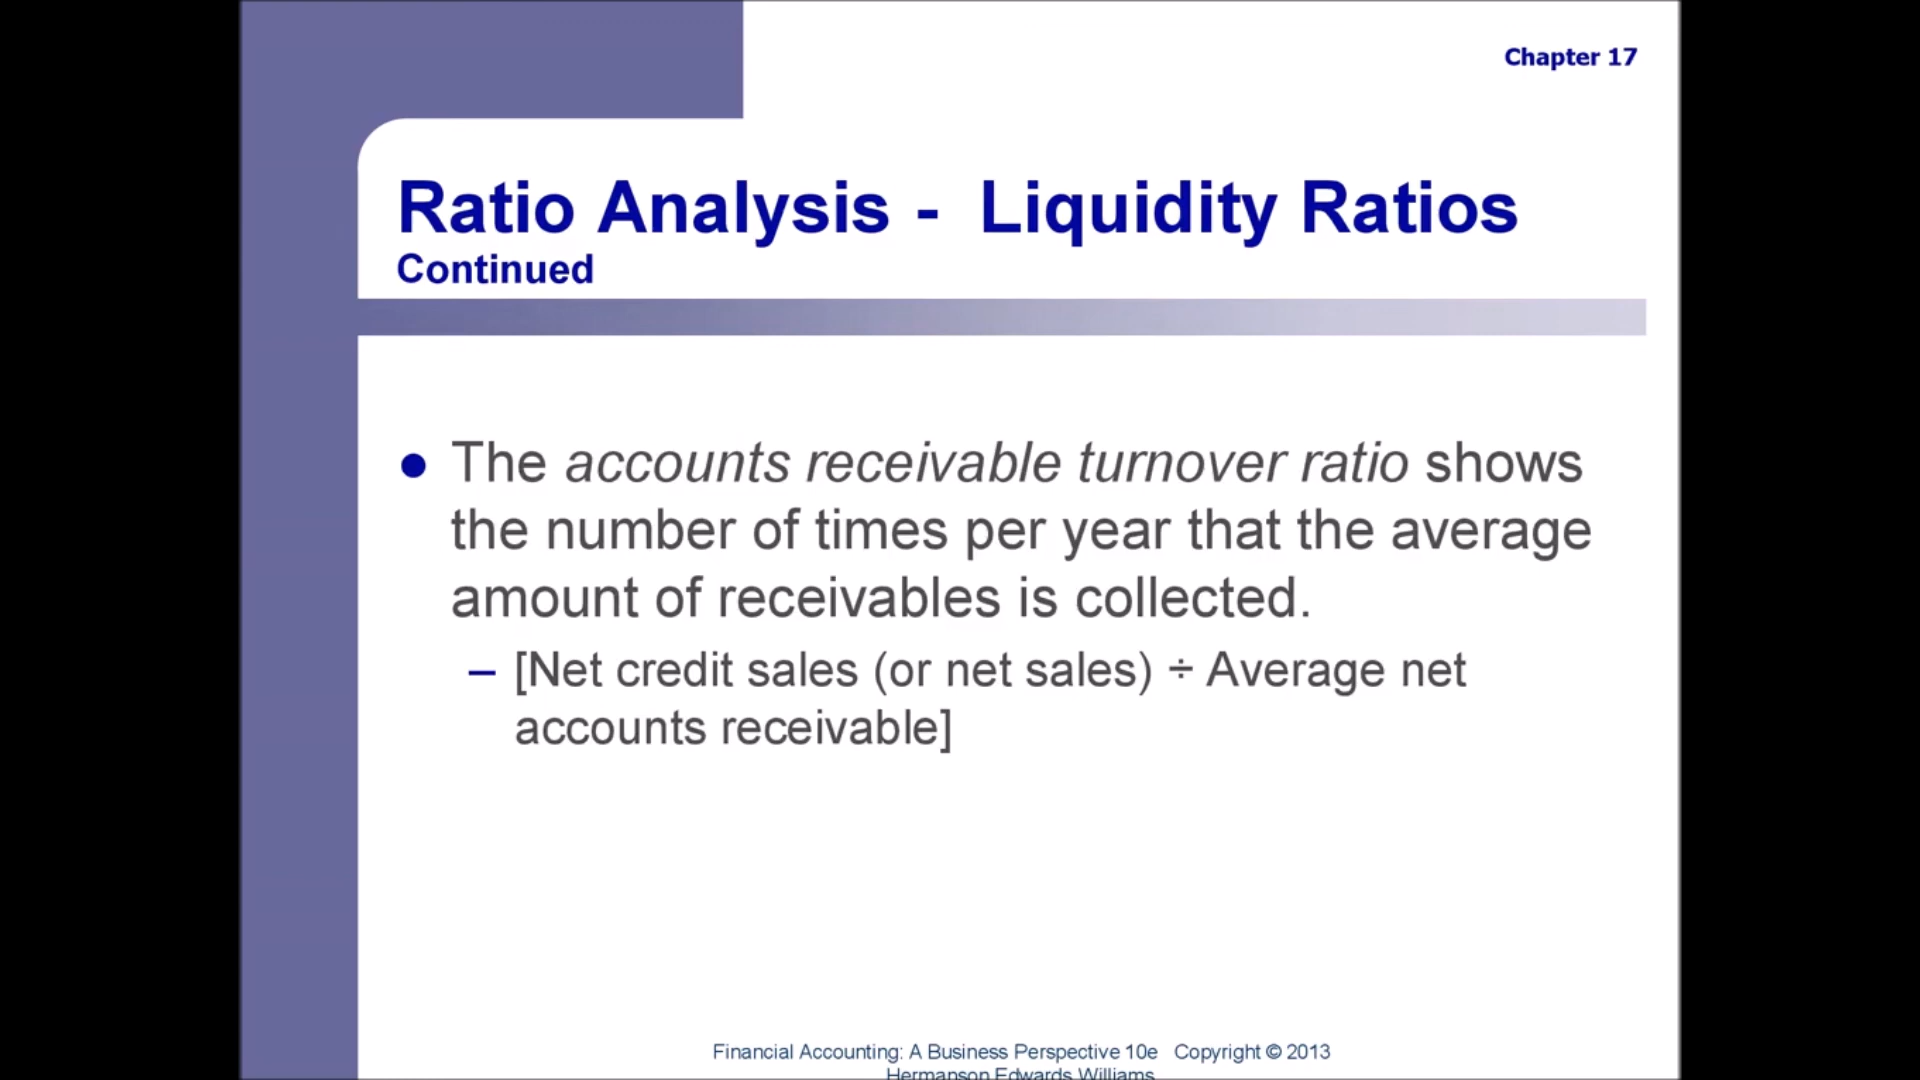 Chapter 17
Ratio Analysis -  Liquidity Ratios
Continued
● The accounts receivable turnover ratio shows
the number of times per year that the average
amount of receivables is collected.
– [Net credit sales (or net sales) ÷ Average net
accounts receivable]
Financial Accounting: A Business Perspective 10e   Copyright © 2013
Hermanson Edwards Williams